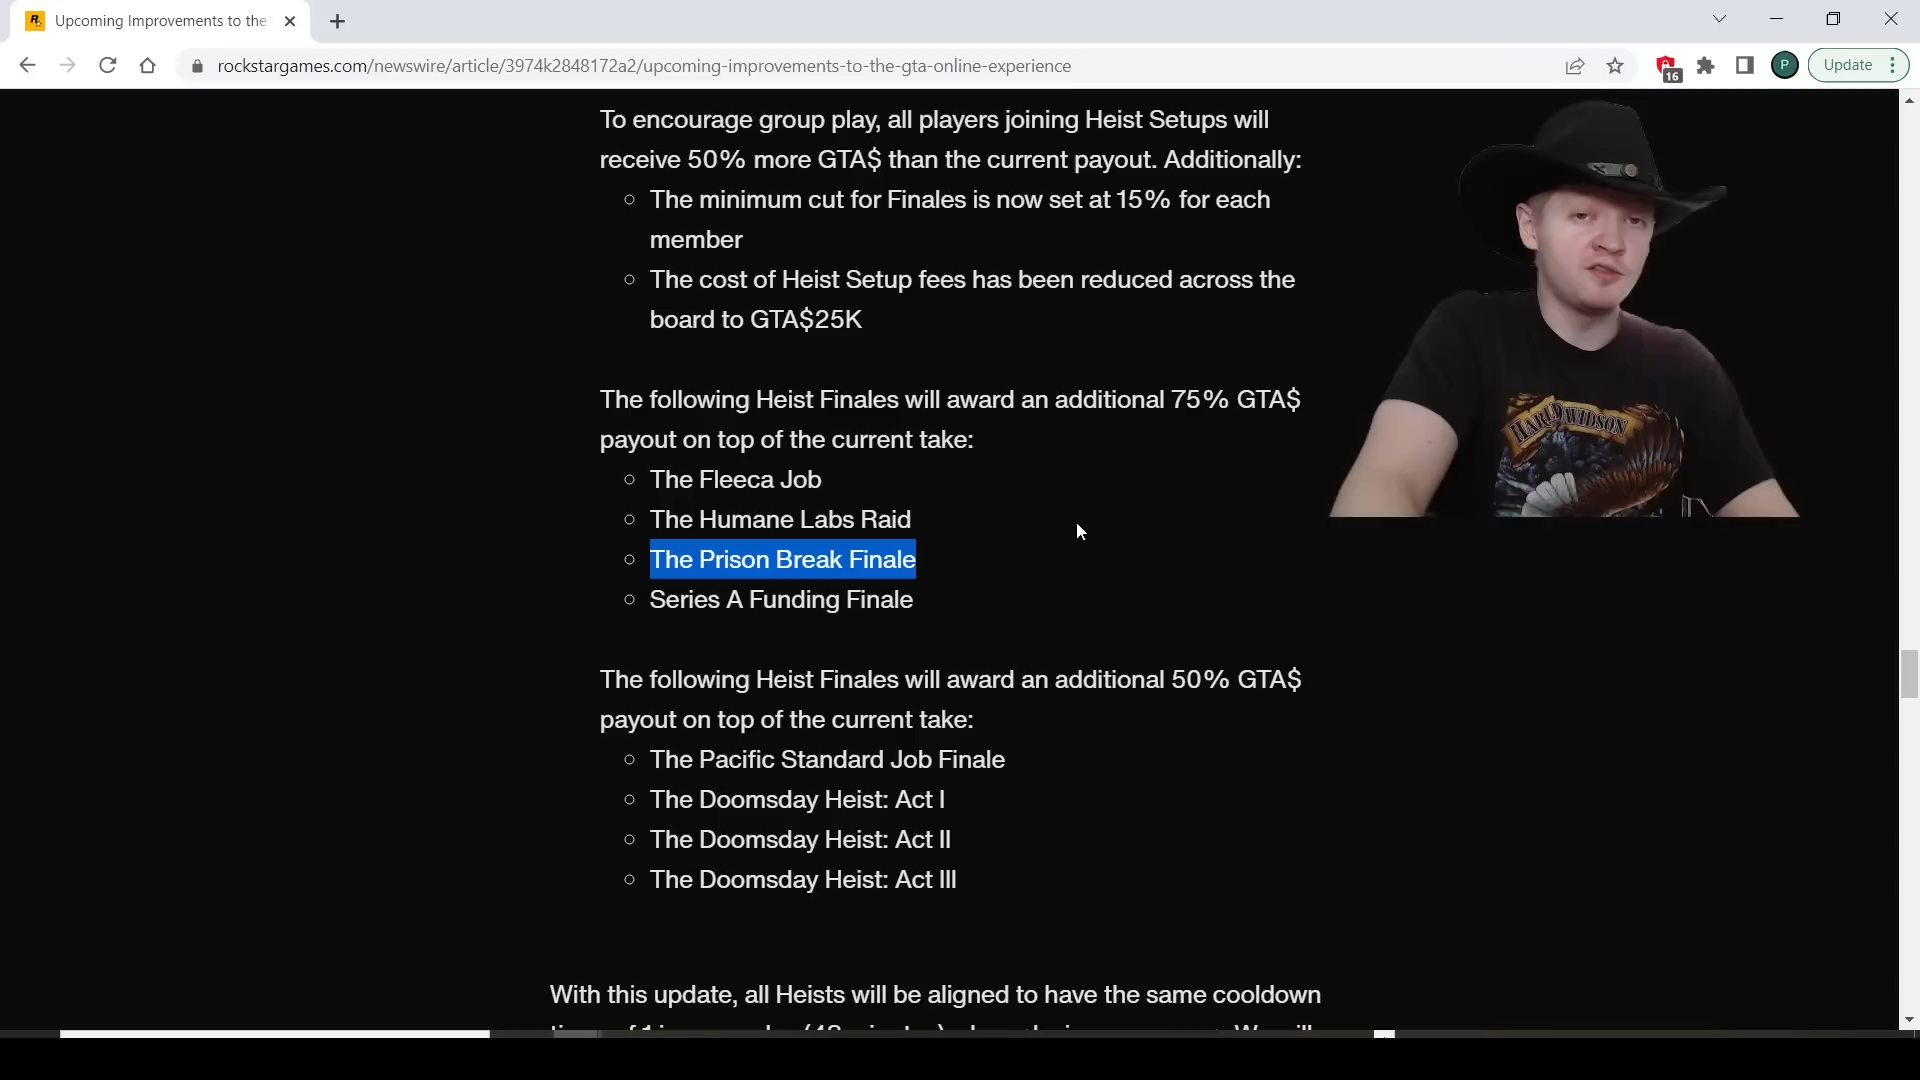 Upcoming Improvements to the
rockstargames.com/newswire/article/3974k2848172a2/upcoming-improvements-to-the-gta-online-experience
16
P
Update
To encourage group play, all players joining Heist Setups will
receive 50% more GTA$ than the current payout. Additionally:
The minimum cut for Finales is now set at 15% for each
member
The cost of Heist Setup fees has been reduced across the
board to GTA$25K
HARLEY-DAVIDSON
The following Heist Finales will award an additional 75% GTA$
payout on top of the current take:
The Fleeca Job
The Humane Labs Raid
The Prison Break Finale
Series A Funding Finale
The following Heist Finales will award an additional 50% GTA$
payout on top of the current take:
The Pacific Standard Job Finale
The Doomsday Heist: Act I
The Doomsday Heist: Act II
The Doomsday Heist: Act III
With this update, all Heists will be aligned to have the same cooldown